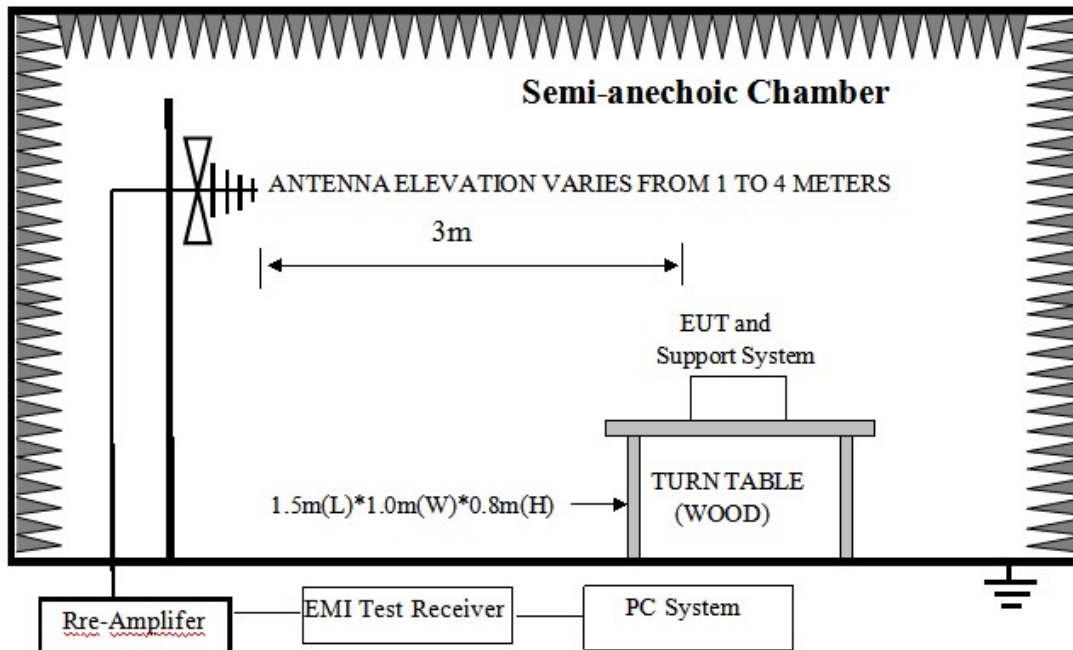 Semi-anechoic Chamber
ANTENNA ELEVATION VARIES FROM 1 TO 4 METERS
3m
EUT and
Support System
1.5m(L)*1.0m(W)*0.8m(H)
TURN TABLE
(WOOD)
Rre-Amplifer
EMI Test Receiver
PC System